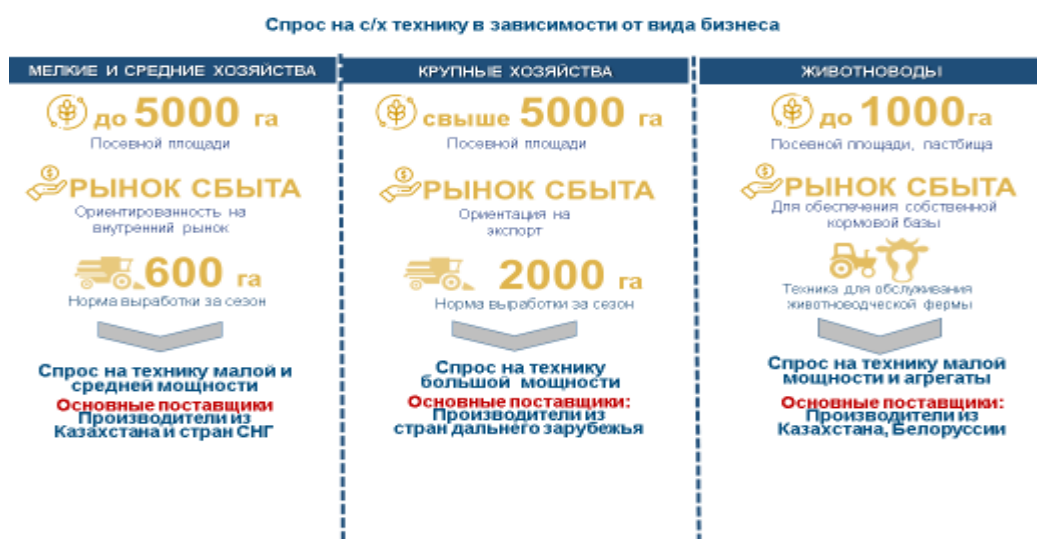 Спрос на с/х технику в зависимости от вида бизнеса
МЕЛКИЕ И СРЕДНИЕ ХОЗЯЙСТВА
до 5000 га
Посевной площади
РЫНОК СБЫТА
Ориентированность на
внутренний рынок
600 га
Норма выработки за сезон
Спрос на технику малой и
средней мощности
Основные поставщики
Производители из
Казахстана и стран СНГ
КРУПНЫЕ ХОЗЯЙСТВА
свыше 5000 га
Посевной площади
РЫНОК СБЫТА
Ориентация на
экспорт
2000 га
Норма выработки за сезон
Спрос на технику
большой мощности
Основные поставщики:
Производители из
стран дальнего зарубежья
ЖИВОТНОВОДЫ
до 1000га
Посевной площади, пастбища
РЫНОК СБЫТА
Для обеспечения собственной
кормовой базы
Техника для обслуживания
животноводческой фермы
Спрос на технику малой
мощности и агрегаты
Основные поставщики:
Производители из
Казахстана, Белоруссии